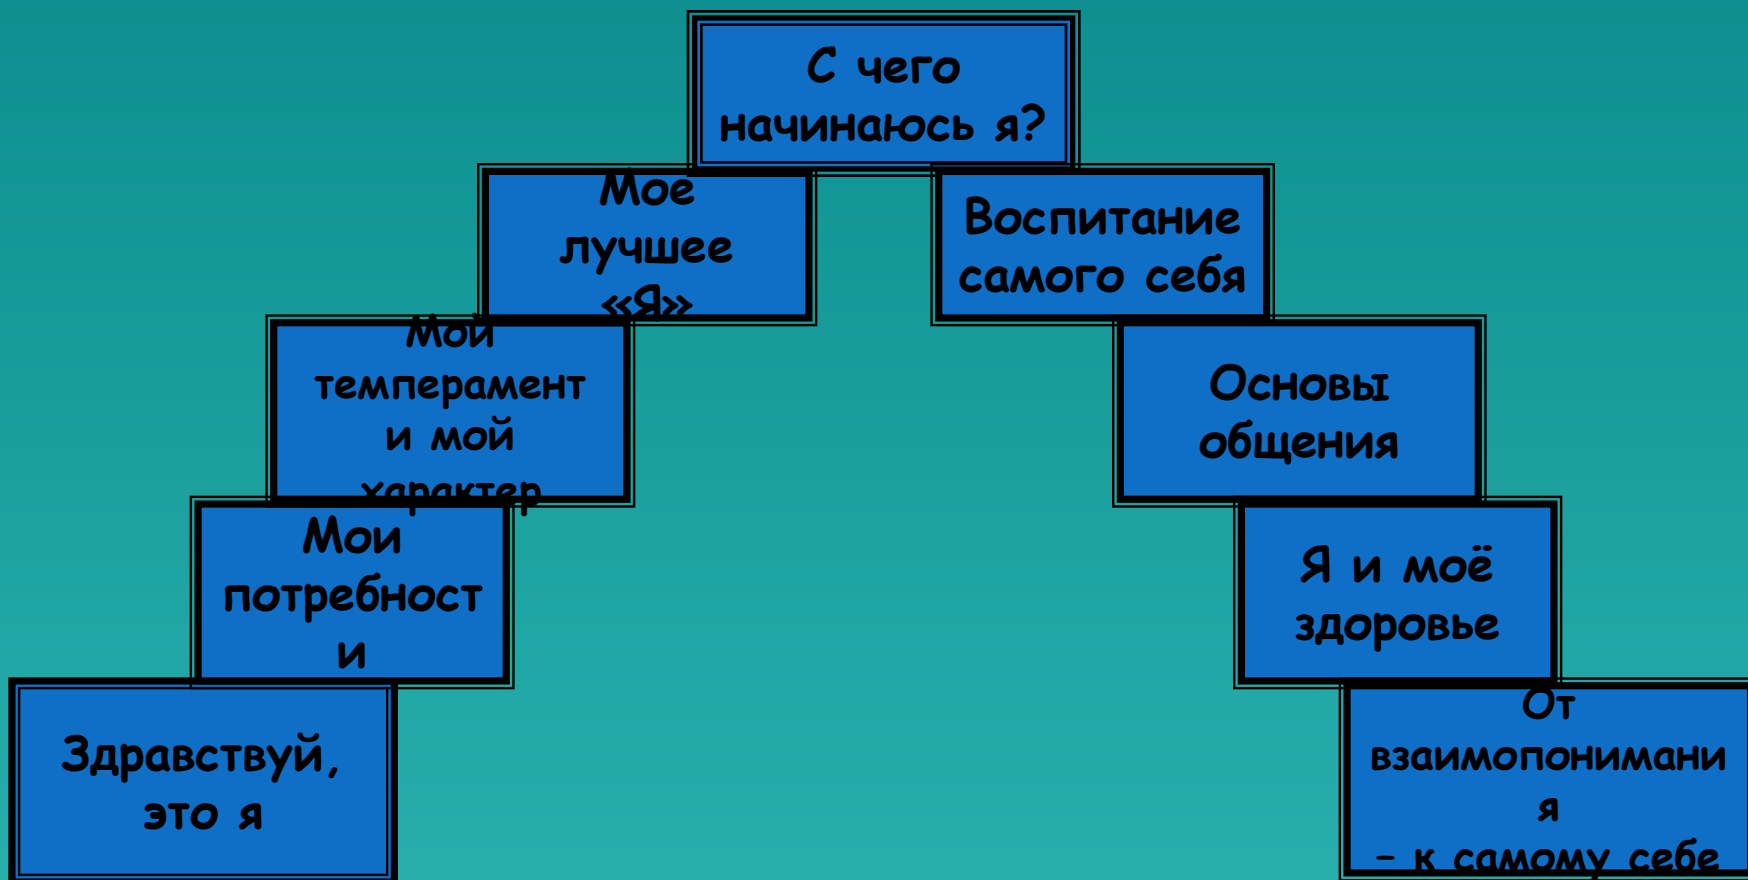 С чего
начинаюсь я?
Мое
лучшее
«Я»
Воспитание
самого себя
Мой
темперамент
и мой
характер
Основы
общения
Мои
потребност
и
Я и моё
здоровье
Здравствуй,
это я
От
взаимопонимани
я
– к самому себе